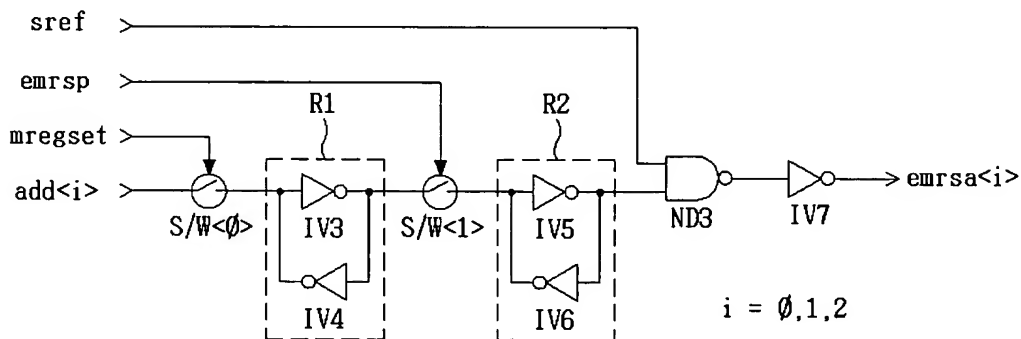 sref
emrsp
mregset
add<i>
S/W<Ø>
R1
IV3
IV4
S/W<1>
R2
IV5
IV6
ND3
IV7
emrsa<i>
i = Ø,1,2